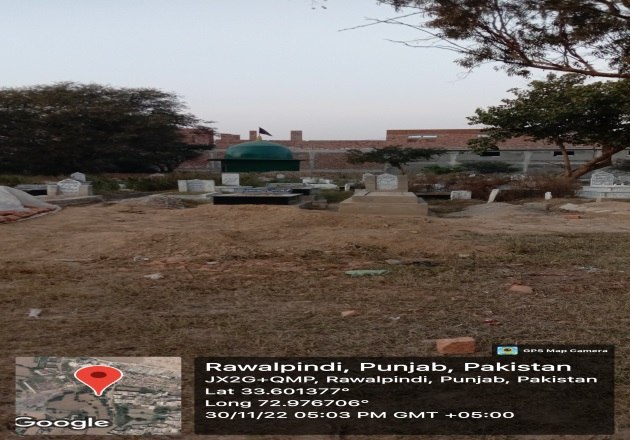 GPS Map Camera
Rawalpindi, Punjab, Pakistan
JX2G+QMP, Rawalpindi, Punjab, Pakistan
Lat 33.601377°
Long 72.976706°
30/11/22 05:03 PM GMT +05:00
Google